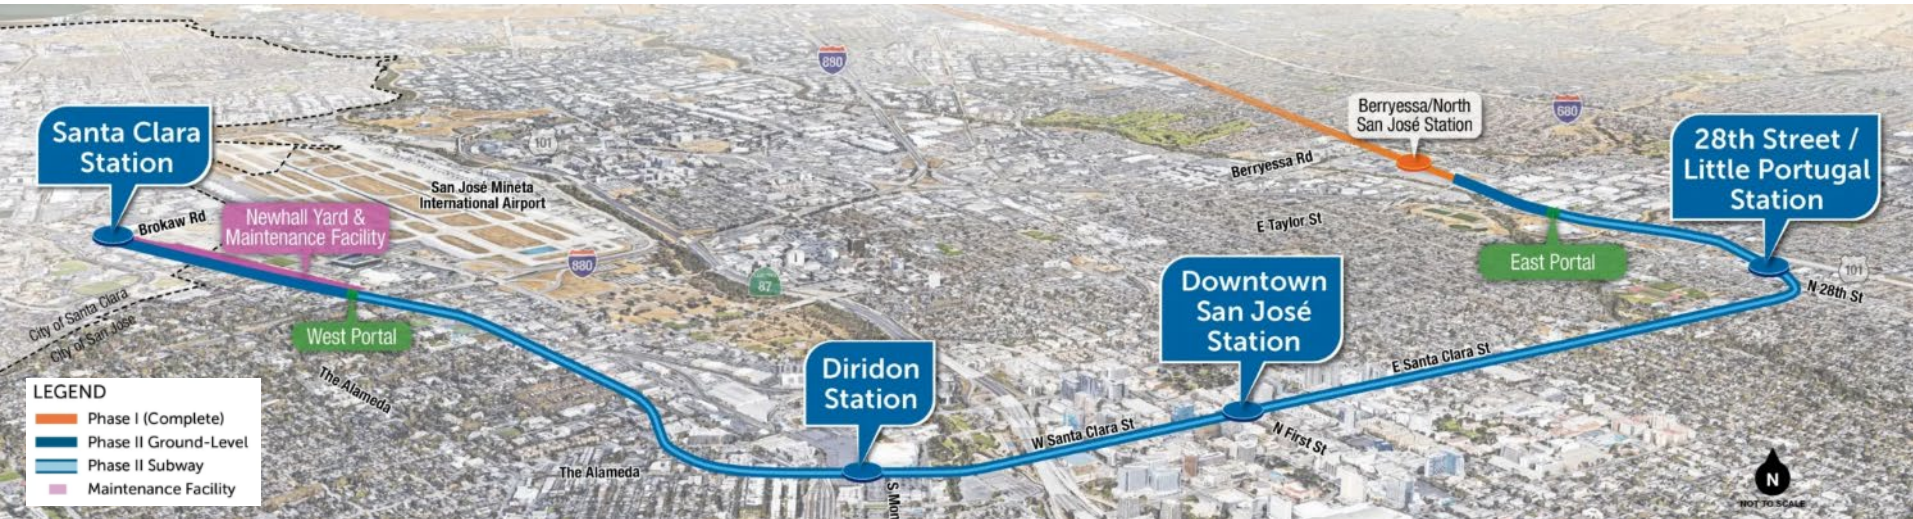 880
Santa Clara
Station
Berryessa/North
San José Station
680
28th Street /
Little Portugal
Station
101
Berryessa Rd
San José Mineta
International Airport
Brokaw Rd
Newhall Yard &
Maintenance Facility
E Taylor St
880
87
East Portal
101
N 28th St
Downtown
San José
Station
City of Santa Clara
City of San Jose
West Portal
Diridon
Station
E Santa Clara St
The Alameda
W Santa Clara St
N First St
The Alameda
S Mon
LEGEND
Phase I (Complete)
Phase II Ground-Level
Phase II Subway
Maintenance Facility
N
NOT TO SCALE